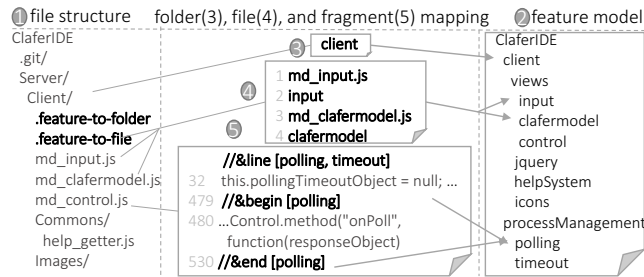 1 file structure
folder(3), file(4), and fragment(5) mapping
2 feature model
ClaferIDE
.git/
Server/
Client/
.feature-to-folder
.feature-to-file
md_input.js
md_clafermodel.js
md_control.js
Commons/
help_getter.js
Images/
3
client
4
1 md_input.js
2 input
3 md_clafermodel.js
4 clafermodel
5
//&line [polling, timeout]
32 this.pollingTimeoutObject = null; ...
479 //&begin [polling]
480 ...Control.method("onPoll",
function(responseObject)
530 //&end [polling]
ClaferIDE
client
views
input
clafermodel
control
jquery
helpSystem
icons
processManagement
polling
timeout